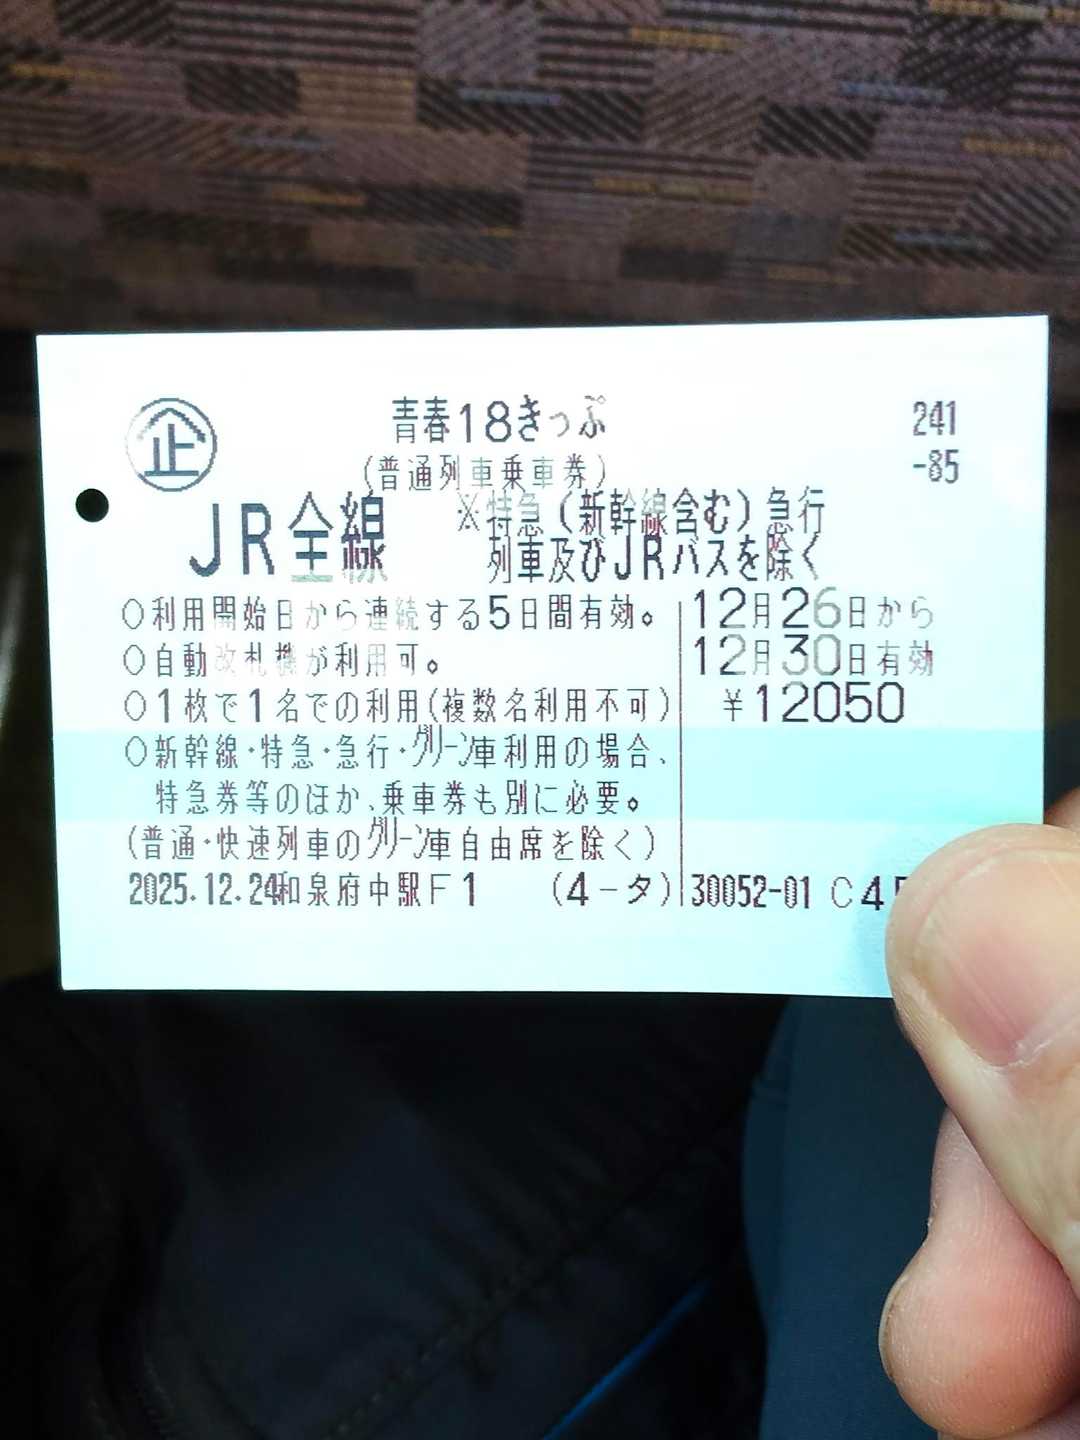 企
青春18きっぷ
241
-85
(普通列車乗車券)
JR全線
※特急(新幹線含む)急行
列車及びJRバスを除く
○利用開始日から連続する5日間有効。
12月26日から
○自動改札機が利用可。
12月30日有効
○1枚で1名での利用(複数名利用不可)
¥12050
○新幹線・特急・急行・グリーン車利用の場合、
特急券等のほか、乗車券も別に必要。
(普通・快速列車のグリーン車自由席を除く)
2025.12.24和泉府中駅F1 (4-タ)
30052-01 C4